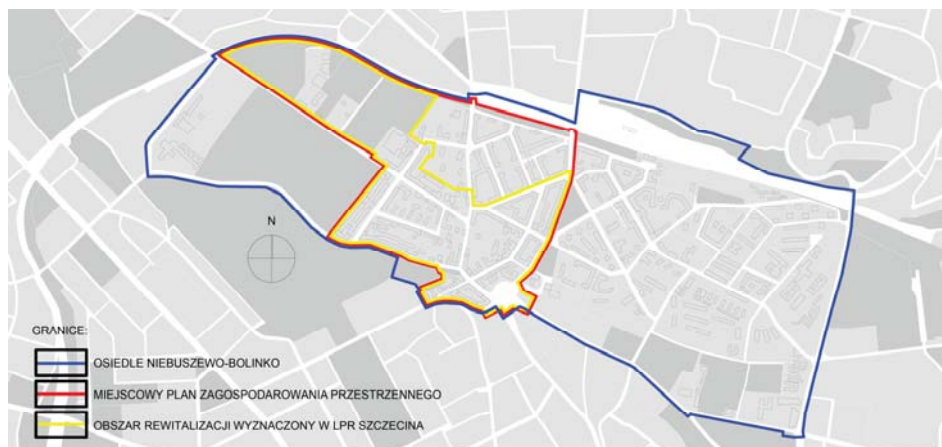 N
GRANICE:
OSIEDLE NIEBUSZEWO-BOLINKO
MIEJSCOWY PLAN ZAGOSPODAROWANIA PRZESTRZENNEGO
OBSZAR REWITALIZACJI WYZNACZONY W LPR SZCZECINA